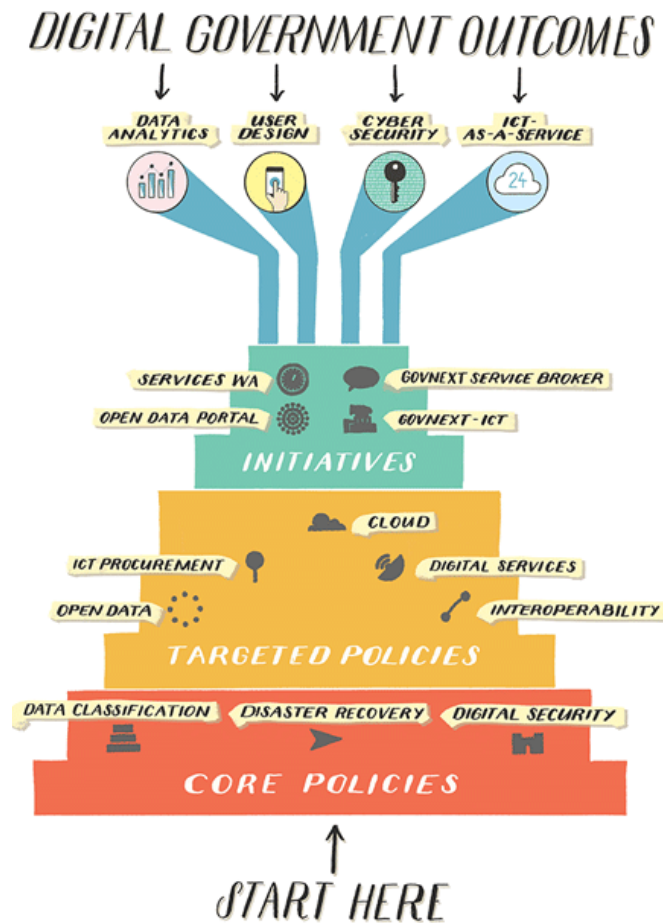 DIGITAL GOVERNMENT OUTCOMES
DATA
ANALYTICS
USER
DESIGN
CYBER
SECURITY
ICT-
AS-A-SERVICE
24
SERVICES WA
GOVNEXT SERVICE BROKER
OPEN DATA PORTAL
GOVNEXT-ICT
INITIATIVES
CLOUD
ICT PROCUREMENT
DIGITAL SERVICES
OPEN DATA
INTEROPERABILITY
TARGETED POLICIES
DATA CLASSIFICATION
DISASTER RECOVERY
DIGITAL SECURITY
CORE POLICIES
START HERE